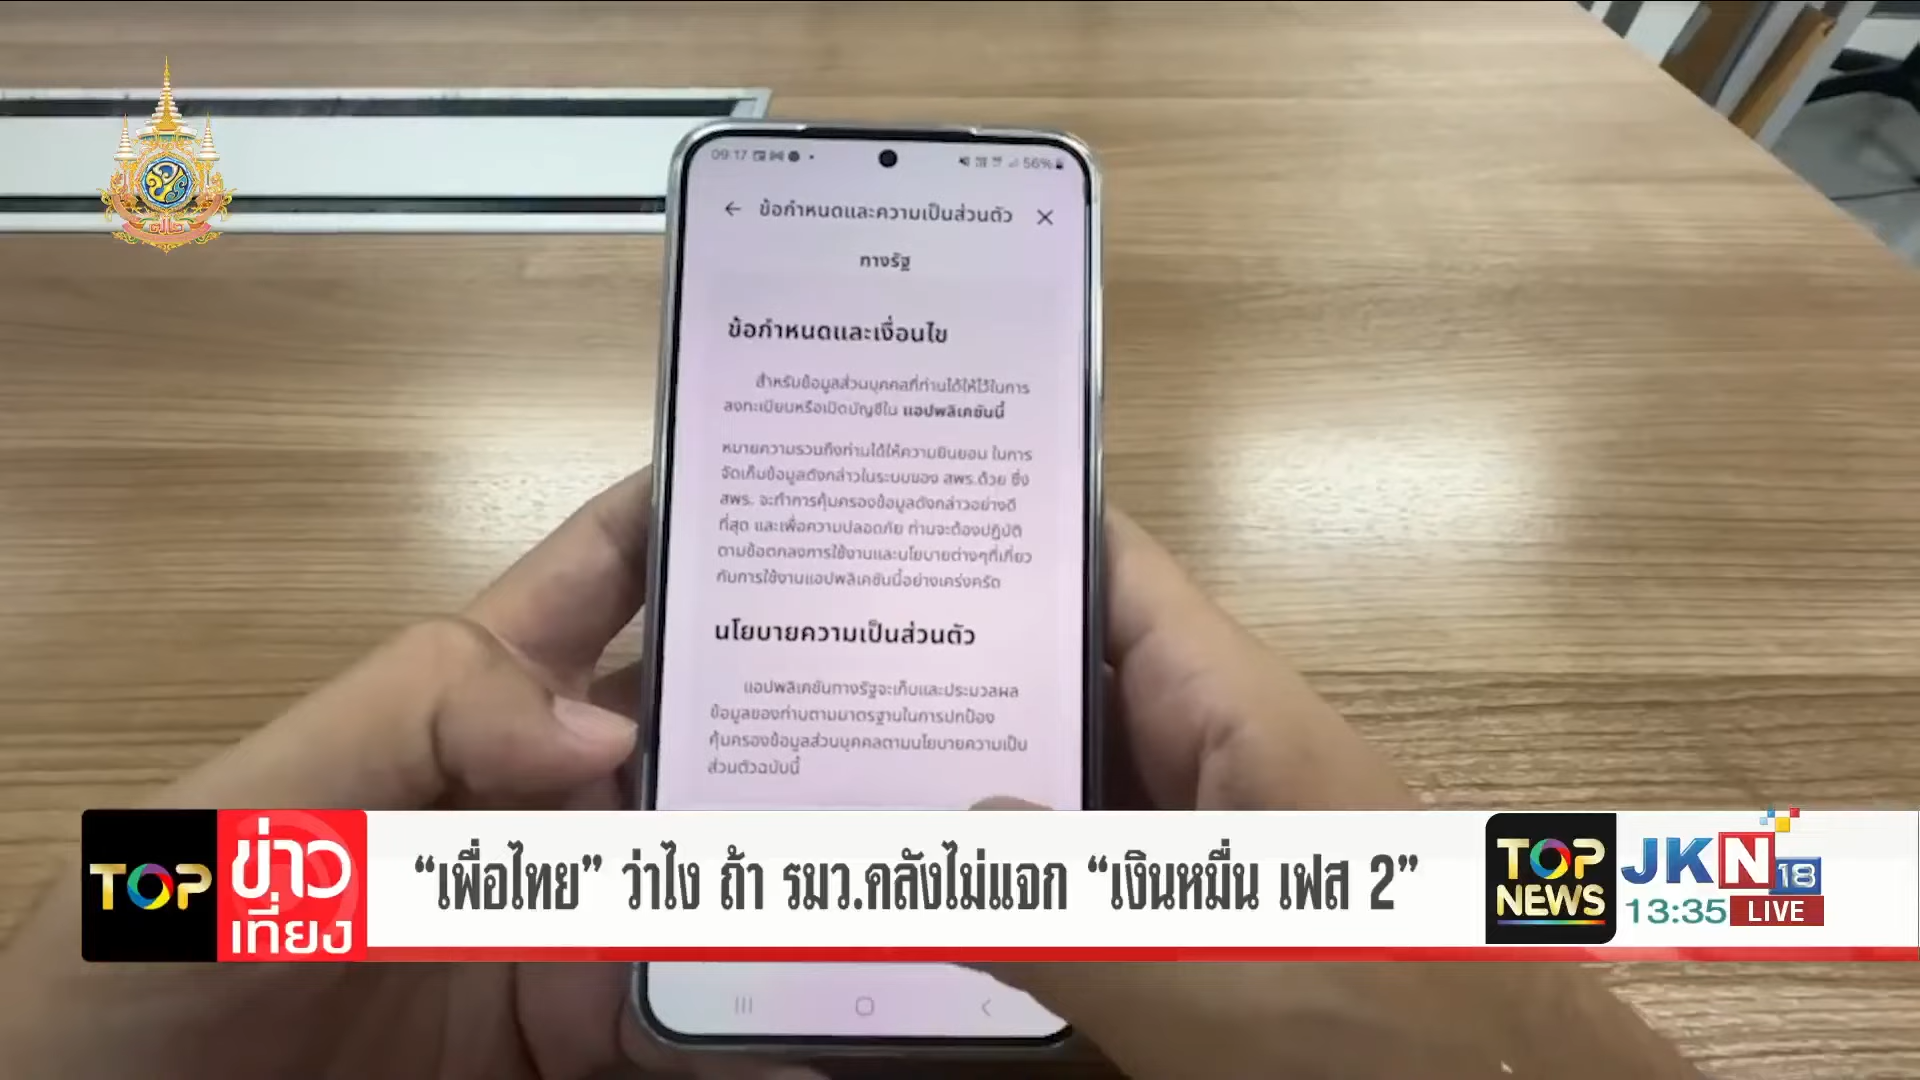 09:17
56%
ข้อกำหนดและความเป็นส่วนตัว
ทางรัฐ
ข้อกำหนดและเงื่อนไข
สำหรับข้อมูลส่วนบุคคลที่ท่านได้ให้ไว้ในการ
ลงทะเบียนหรือเปิดบัญชีใน แอปพลิเคชันนี้
หมายความรวมถึงท่านได้ให้ความยินยอม ในการ
จัดเก็บข้อมูลดังกล่าวในระบบของ สพร.ด้วย ซึ่ง
สพร. จะทำการคุ้มครองข้อมูลดังกล่าวอย่างดี
ที่สุด และเพื่อความปลอดภัย ท่านจะต้องปฏิบัติ
ตามข้อตกลงการใช้งานและนโยบายต่างๆที่เกี่ยว
กับการใช้งานแอปพลิเคชันนี้อย่างเคร่งครัด
นโยบายความเป็นส่วนตัว
แอปพลิเคชันทางรัฐจะเก็บและประมวลผล
ข้อมูลของท่านตามมาตรฐานในการปกป้อง
คุ้มครองข้อมูลส่วนบุคคลตามนโยบายความเป็น
ส่วนตัวฉบับนี้
TOP ข่าว
เที่ยง
“เพื่อไทย” ว่าไง ถ้า รมว.คลังไม่แจก “เงินหมื่น เฟส 2”
TOP
NEWS
JKN18
13:35 LIVE